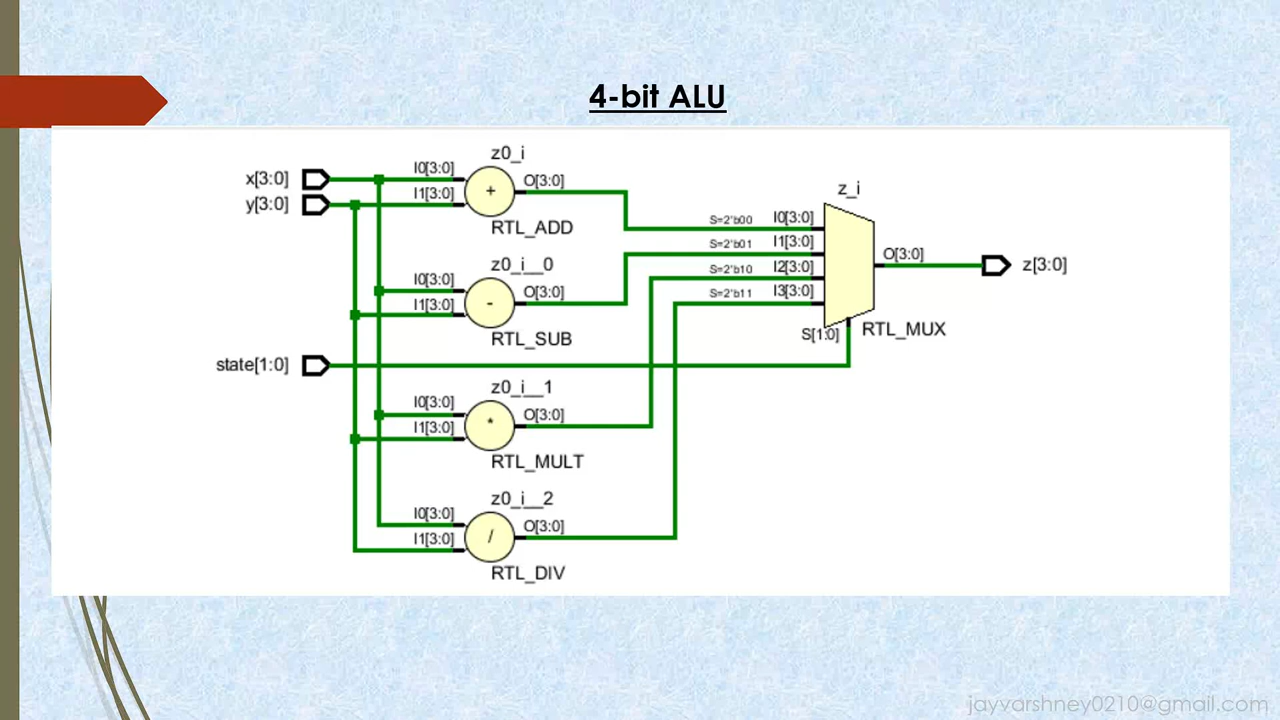 4-bit ALU
z0_i
x[3:0]
I0[3:0]
+
O[3:0]
y[3:0]
I1[3:0]
RTL_ADD
z0_i__0
I0[3:0]
-
O[3:0]
I1[3:0]
RTL_SUB
state[1:0]
z0_i__1
I0[3:0]
*
O[3:0]
I1[3:0]
RTL_MULT
z0_i__2
I0[3:0]
/
O[3:0]
I1[3:0]
RTL_DIV
z_i
S=2'b00 I0[3:0]
S=2'b01 I1[3:0]
S=2'b10 I2[3:0]
S=2'b11 I3[3:0]
S[1:0]
RTL_MUX
O[3:0]
z[3:0]
jayvarshney0210@gmail.com